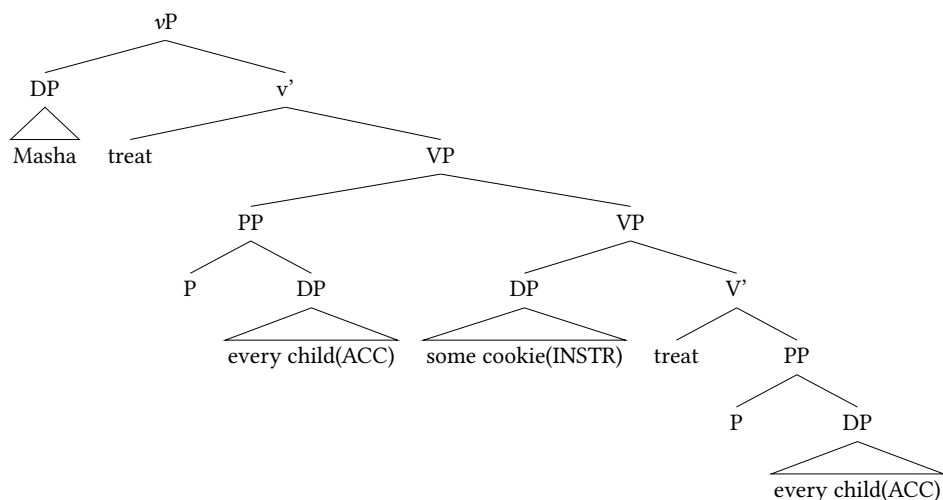 vP
DP v’
Masha treat VP
PP VP
P DP DP V’
every child(ACC) some cookie(INSTR) treat PP
P DP
every child(ACC)